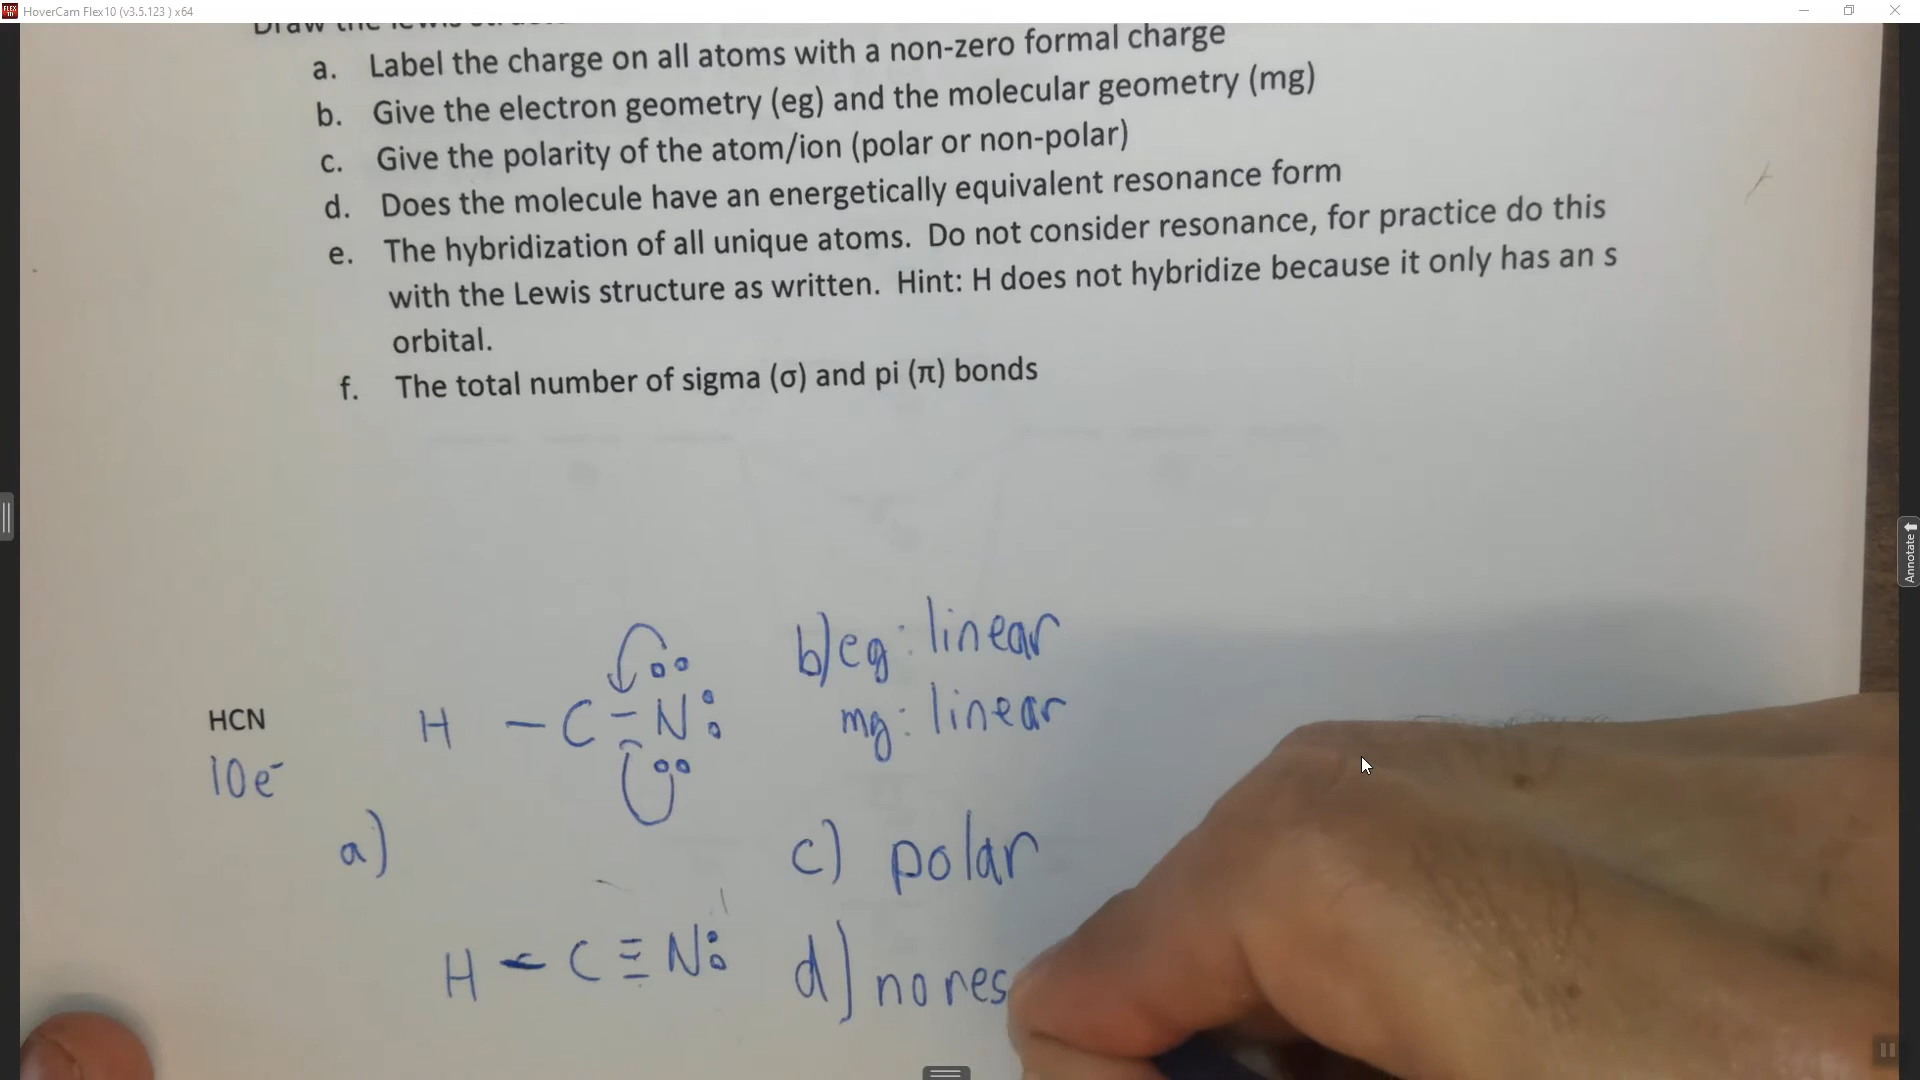 HoverCam Flex10 (v3.5.123 ) x64
a. Label the charge on all atoms with a non-zero formal charge
b. Give the electron geometry (eg) and the molecular geometry (mg)
c. Give the polarity of the atom/ion (polar or non-polar)
d. Does the molecule have an energetically equivalent resonance form
e. The hybridization of all unique atoms. Do not consider resonance, for practice do this
with the Lewis structure as written. Hint: H does not hybridize because it only has an s
orbital.
f. The total number of sigma (σ) and pi (π) bonds
Annotate
b) eg: linear
HCN H — C – N:
mg: linear
10e⁻
a)
c) polar
H – C ≡ N:
d) no res